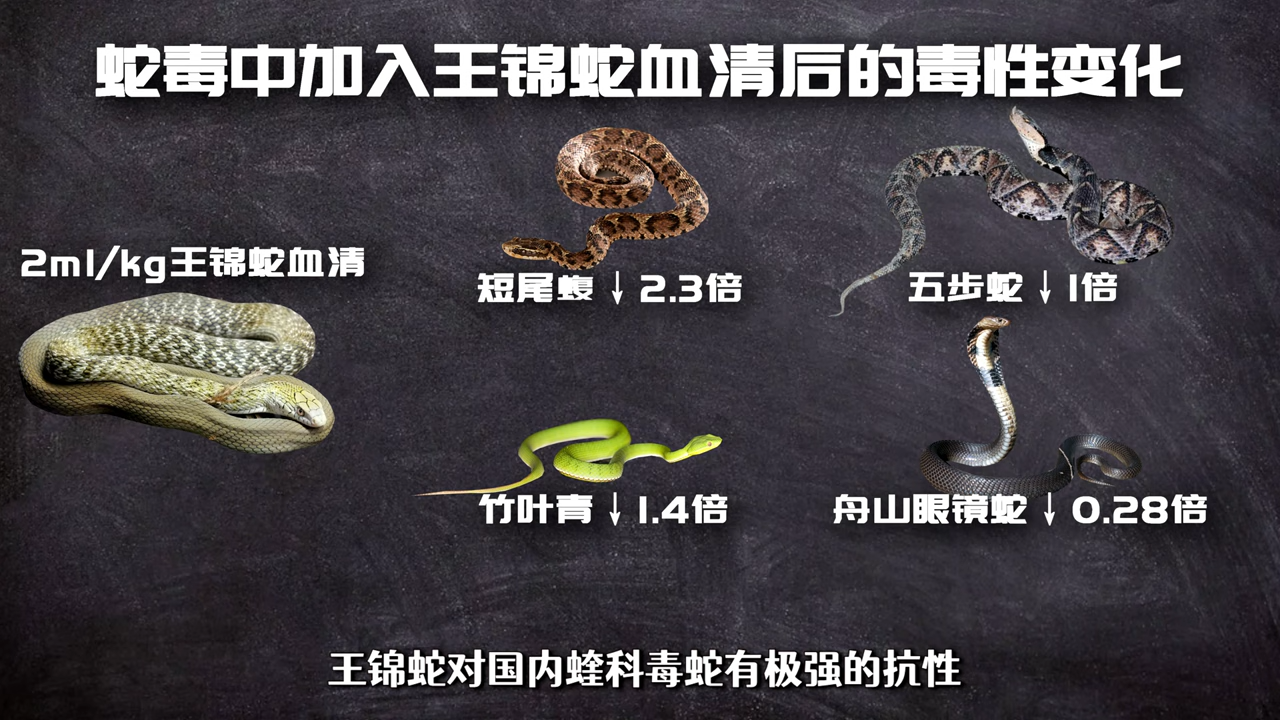 蛇毒中加入王锦蛇血清后的毒性变化
2ml/kg王锦蛇血清
短尾蝮↓2.3倍
五步蛇↓1倍
竹叶青↓1.4倍
舟山眼镜蛇↓0.28倍
王锦蛇对国内蝰科毒蛇有极强的抗性